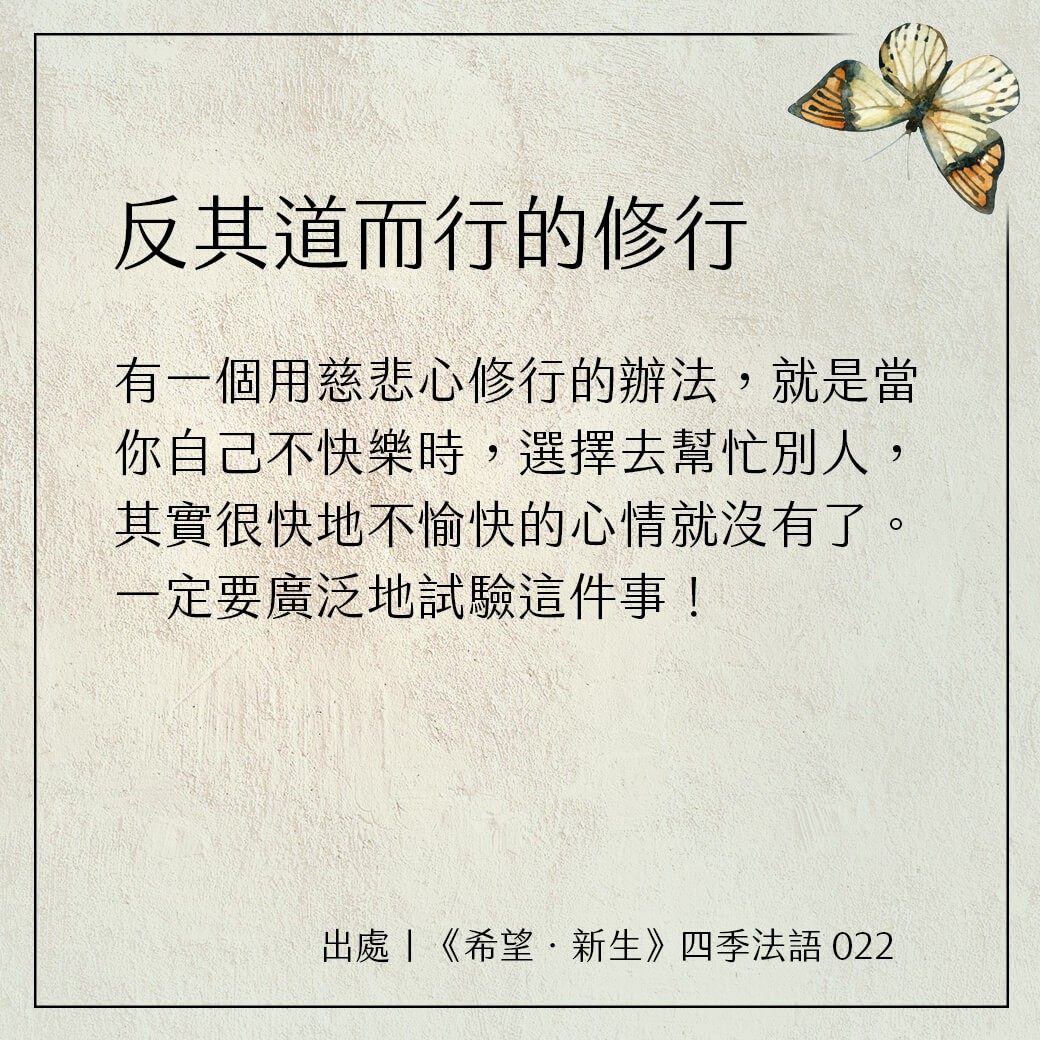 反其道而行的修行
有一個用慈悲心修行的辦法，就是當
你自己不快樂時，選擇去幫忙別人，
其實很快地不愉快的心情就沒有了。
一定要廣泛地試驗這件事！
出處｜《希望．新生》四季法語 022